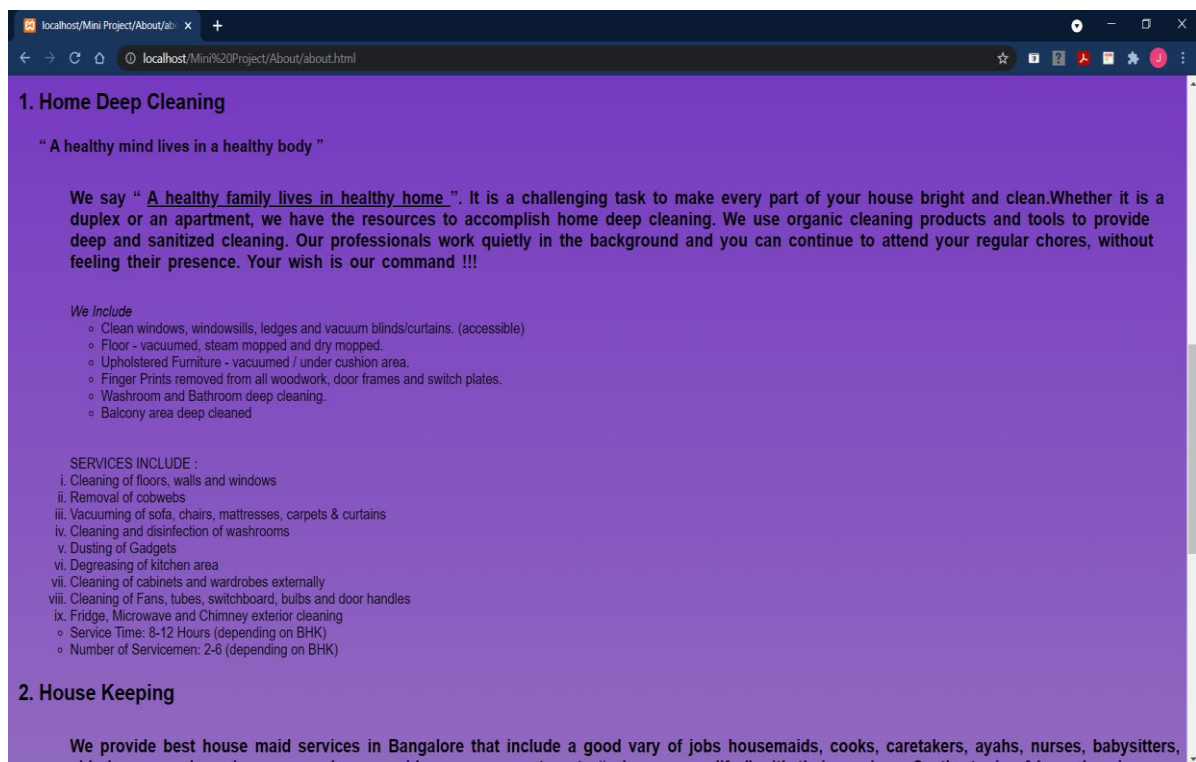 localhost/Mini Project/About/ab
localhost/Mini%20Project/About/about.html
J
1. Home Deep Cleaning
“ A healthy mind lives in a healthy body ”
We say “ A healthy family lives in healthy home ”. It is a challenging task to make every part of your house bright and clean.Whether it is a
duplex or an apartment, we have the resources to accomplish home deep cleaning. We use organic cleaning products and tools to provide
deep and sanitized cleaning. Our professionals work quietly in the background and you can continue to attend your regular chores, without
feeling their presence. Your wish is our command !!!
We Include
◦ Clean windows, windowsills, ledges and vacuum blinds/curtains. (accessible)
◦ Floor - vacuumed, steam mopped and dry mopped.
◦ Upholstered Furniture - vacuumed / under cushion area.
◦ Finger Prints removed from all woodwork, door frames and switch plates.
◦ Washroom and Bathroom deep cleaning.
◦ Balcony area deep cleaned
SERVICES INCLUDE :
i. Cleaning of floors, walls and windows
ii. Removal of cobwebs
iii. Vacuuming of sofa, chairs, mattresses, carpets & curtains
iv. Cleaning and disinfection of washrooms
v. Dusting of Gadgets
vi. Degreasing of kitchen area
vii. Cleaning of cabinets and wardrobes externally
viii. Cleaning of Fans, tubes, switchboard, bulbs and door handles
ix. Fridge, Microwave and Chimney exterior cleaning
◦ Service Time: 8-12 Hours (depending on BHK)
◦ Number of Servicemen: 2-6 (depending on BHK)
2. House Keeping
We provide best house maid services in Bangalore that include a good vary of jobs housemaids, cooks, caretakers, ayahs, nurses, babysitters,